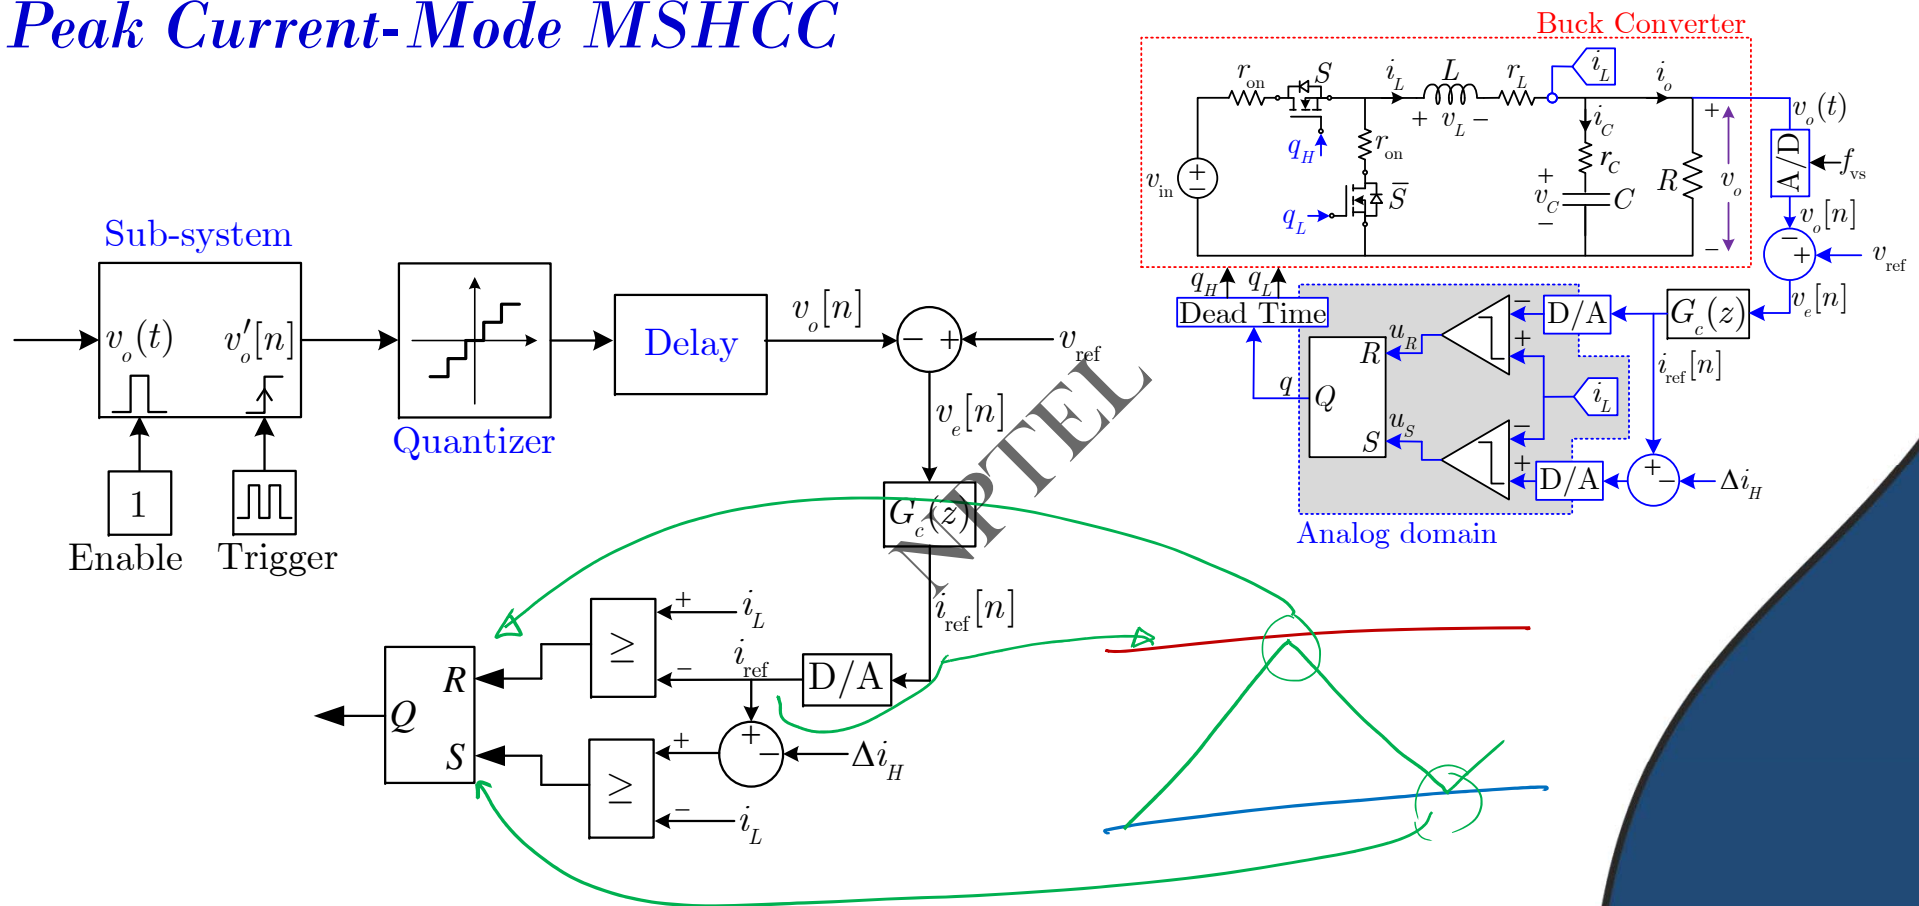 Peak Current-Mode MSHCC
Buck Converter
r_on
S
i_L
L
r_L
i_L
i_o
v_o(t)
+ v_L −
i_C
+
q_H
r_on
A/D
f_vs
r_C
v_in
+
−
S̄
+
v_C
−
C
R
v_o
q_L
v_o[n]
−
−
+
v_ref
q_H
q_L
v_e[n]
Dead Time
D/A
G_c(z)
−
+
u_R
R
i_ref[n]
q
Q
i_L
u_S
S
−
+
D/A
+
−
Δi_H
Analog domain
Sub-system
v_o(t)
v_o′[n]
Quantizer
Delay
v_o[n]
−
+
v_ref
v_e[n]
1
Enable
Trigger
G_c(z)
NPTEL
i_ref[n]
+
i_L
≥
R
−
i_ref
D/A
Q
S
≥
+
+
−
Δi_H
−
i_L